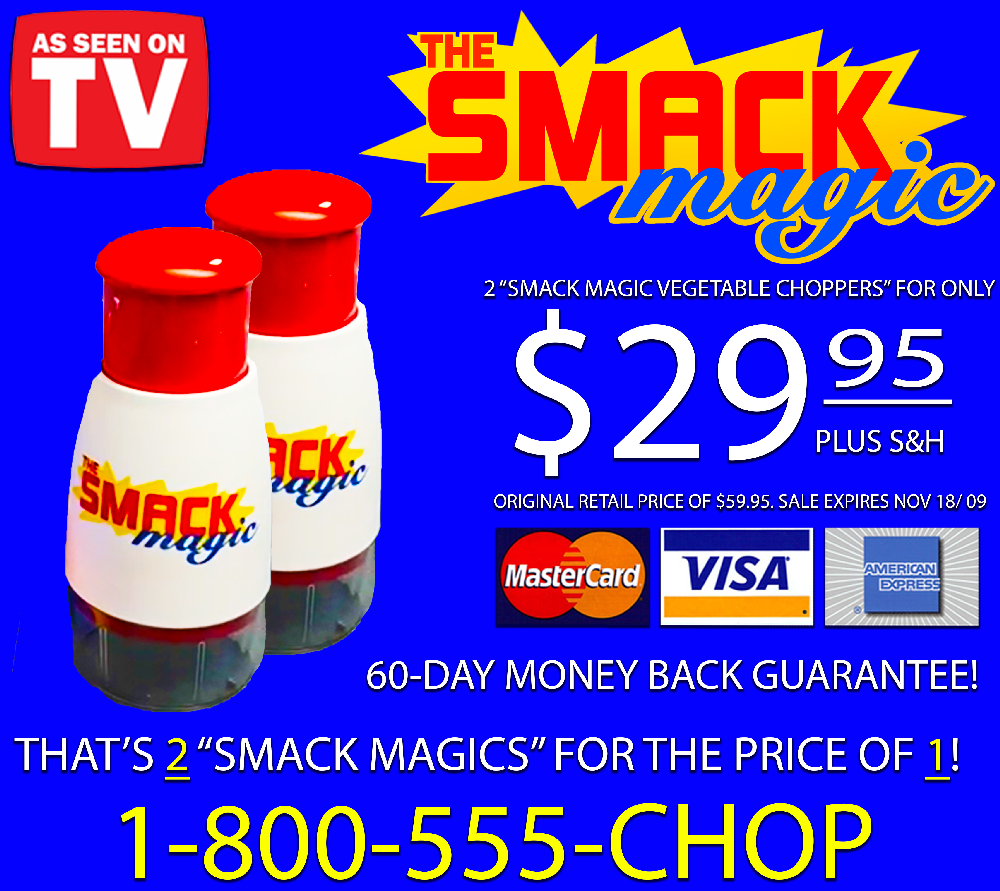 AS SEEN ON
TV
THE
SMACK
magic
2 “SMACK MAGIC VEGETABLE CHOPPERS” FOR ONLY
$29 95
PLUS S&H
ORIGINAL RETAIL PRICE OF $59.95. SALE EXPIRES NOV 18/ 09
THE
SMACK
magic
ACK
agic
MasterCard
VISA
AMERICAN
EXPRESS
®
60-DAY MONEY BACK GUARANTEE!
THAT’S 2 “SMACK MAGICS” FOR THE PRICE OF 1!
1-800-555-CHOP